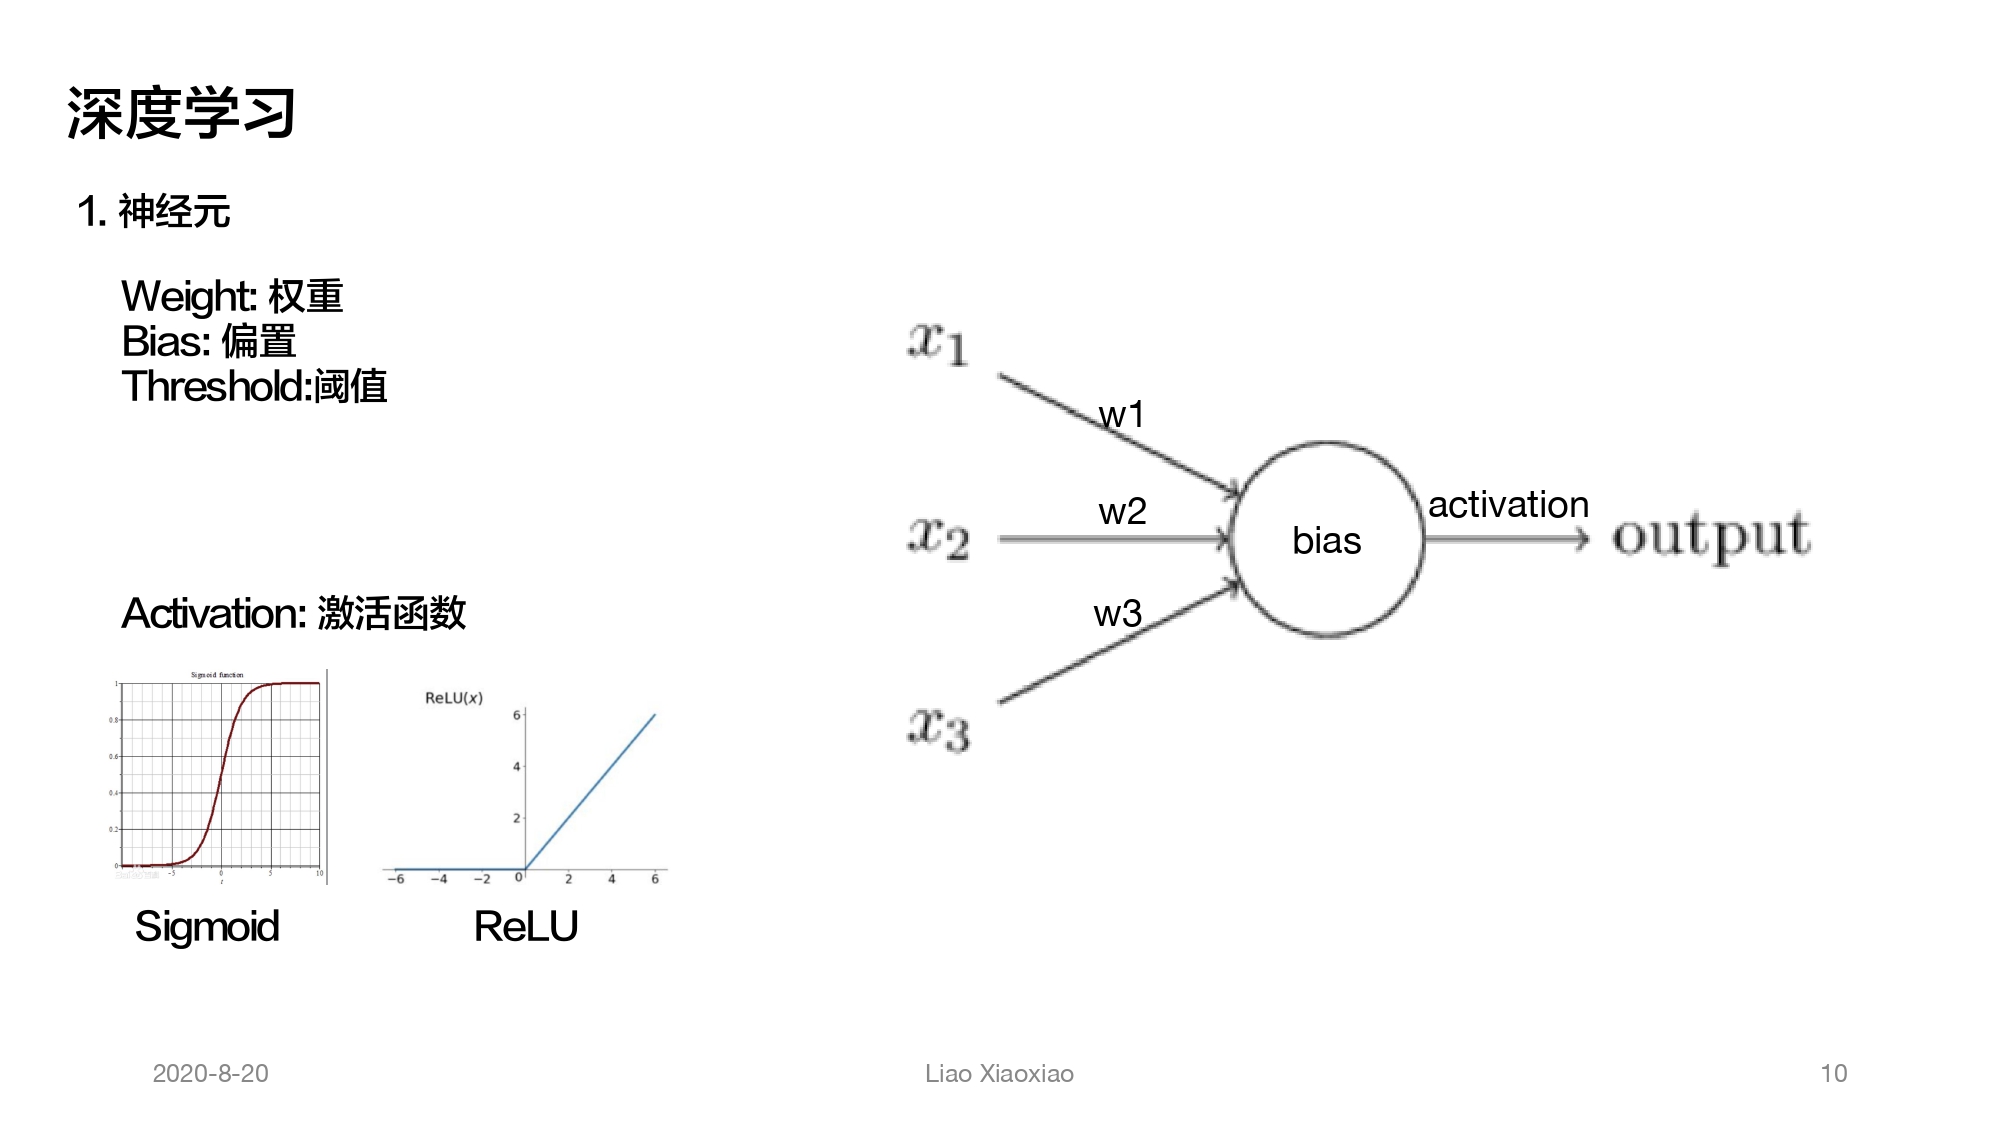 深度学习
1. 神经元
Weight: 权重
Bias: 偏置
Threshold:阈值
Activation: 激活函数
Sigmoid function
1
0.8
0.6
0.4
0.2
0
-5
0
5
10
t
ReLU(x)
6
4
2
−6 −4 −2 0 2 4 6
Sigmoid
ReLU
x1
w1
x2
w2
bias
activation
output
w3
x3
2020-8-20
Liao Xiaoxiao
10